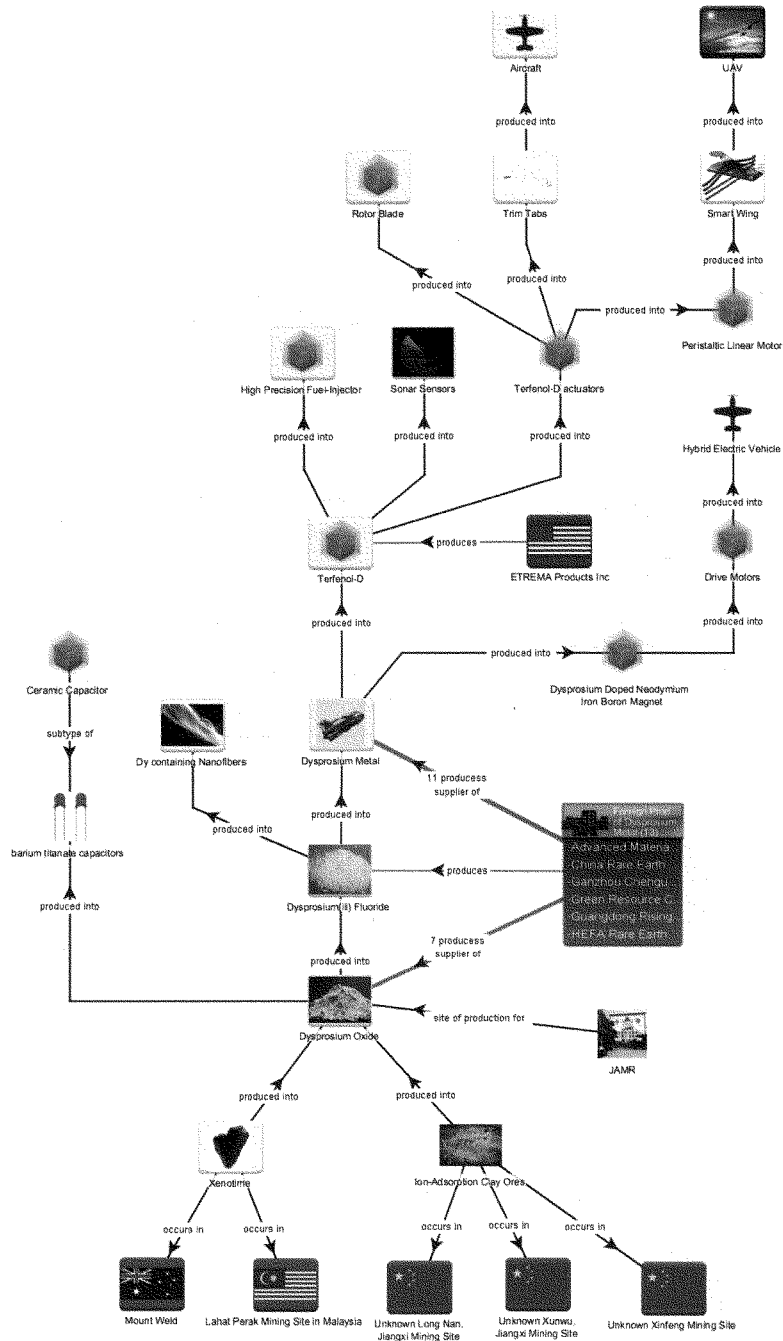 Aircraft
UAV
produced into
produced into
Rotor Blade
Trim Tabs
Smart Wing
produced into
produced into
produced into
produced into
High Precision Fuel-Injector
Sonar Sensors
Terfenol-D actuators
Peristaltic Linear Motor
produced into
produced into
produced into
Hybrid Electric Vehicle
produced into
produces
Terfenol-D
ETREMA Products Inc
Drive Motors
produced into
produced into
produced into
Ceramic Capacitor
Dysprosium Doped Neodymium
Iron Boron Magnet
subtype of
Dy containing Nanofibers
Dysprosium Metal
11 producess
supplier of
produced into
produced into
Dysprosium
Metal (13)
Advanced Materia
China Rare Earth
Ganzhou Chengu...
Green Resource C.
Guangdong Rising
HEFA Rare Earth
barium titanate capacitors
produces
produced into
Dysprosium(iii) Fluoride
7 producess
supplier of
produced into
site of production for
Dysprosium Oxide
JAMR
produced into
produced into
Xenotime
Ion-Adsorption Clay Ores
occurs in
occurs in
occurs in
occurs in
occurs in
Mount Weld
Lahat Perak Mining Site in Malaysia
Unknown Long Nan,
Jiangxi Mining Site
Unknown Xunwu,
Jiangxi Mining Site
Unknown Xinfeng Mining Site